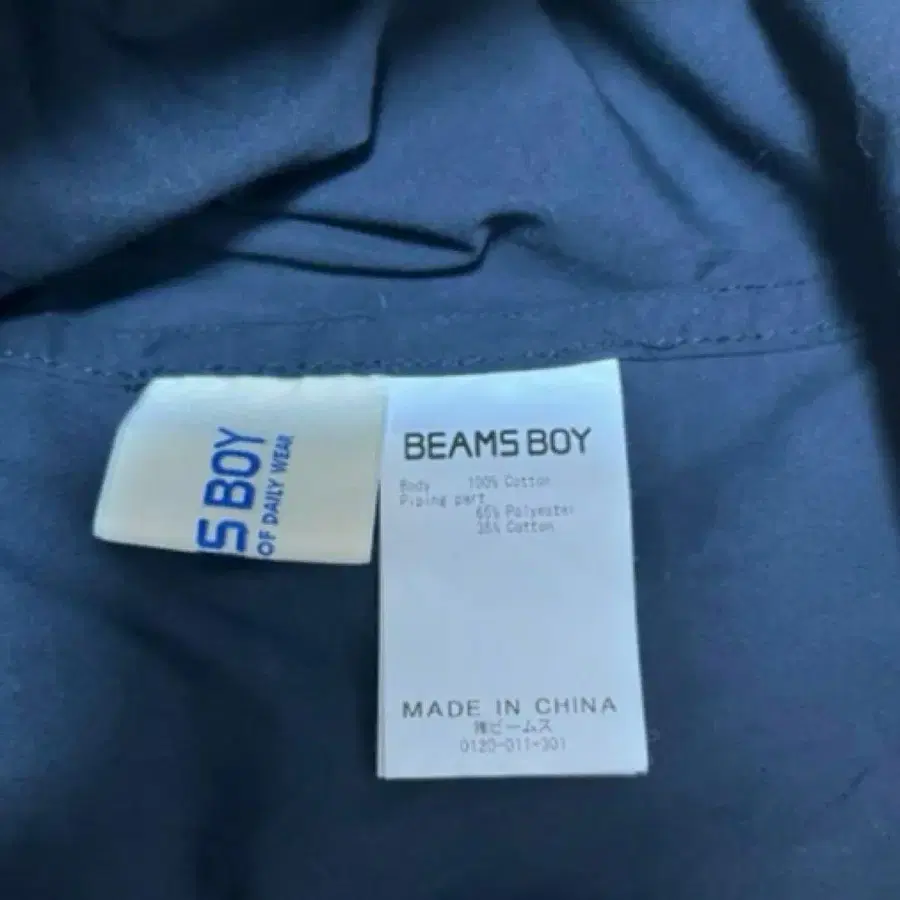 S BOY
OF DAILY WEAR
BEAMS BOY
Body 100% Cotton
Piping part
65% Polyester
35% Cotton
MADE IN CHINA
㈱ビームス
0120-011-301